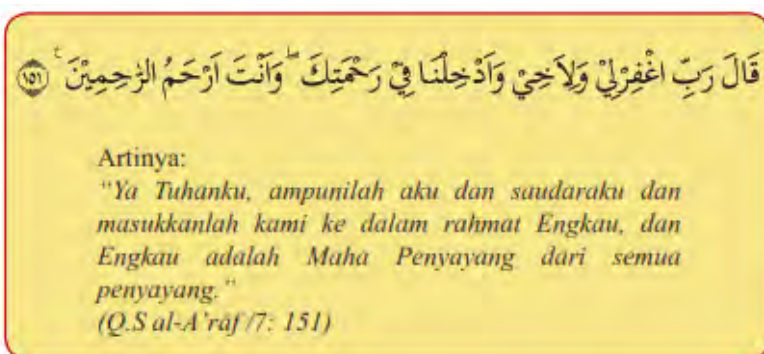 قَالَ رَبِّ اغْفِرْلِيْ وَلِاَخِيْ وَاَدْخِلْنَا فِيْ رَحْمَتِكَ ۖ وَاَنْتَ اَرْحَمُ الرّٰحِمِيْنَ ࣖ ١٥١
Artinya:
“Ya Tuhanku, ampunilah aku dan saudaraku dan
masukkanlah kami ke dalam rahmat Engkau, dan
Engkau adalah Maha Penyayang dari semua
penyayang.”
(Q.S al-A’rāf /7: 151)